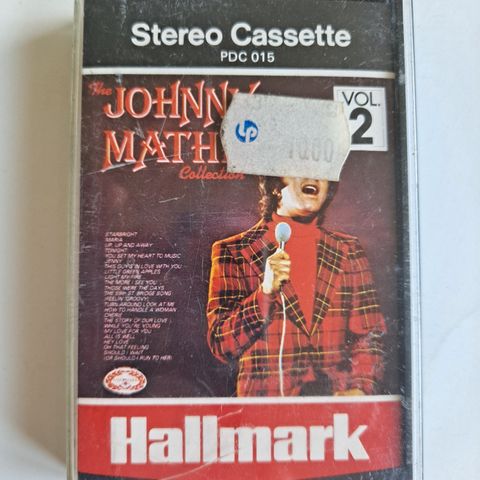 Stereo Cassette
PDC 015
The
JOHNNY
MATH
Collection
VOL.
2
LP
1000
STARBRIGHT
MARIA
UP, UP AND AWAY
TONIGHT
YOU SET MY HEART TO MUSIC
JENNY
THIS GUY'S IN LOVE WITH YOU
LITTLE GREEN APPLES
LIGHT MY FIRE
THE MORE I SEE YOU
THOSE WERE THE DAYS
THE 59th ST. BRIDGE SONG
(FEELIN' GROOVY)
TURN AROUND LOOK AT ME
HOW TO HANDLE A WOMAN
CHERIE
THE STORY OF OUR LOVE
WHILE YOU'RE YOUNG
MY LOVE FOR YOU
ALL IS WELL
HEY LOVE
OH THAT FEELING
SHOULD I WAIT
(OR SHOULD I RUN TO HER)
Hallmark